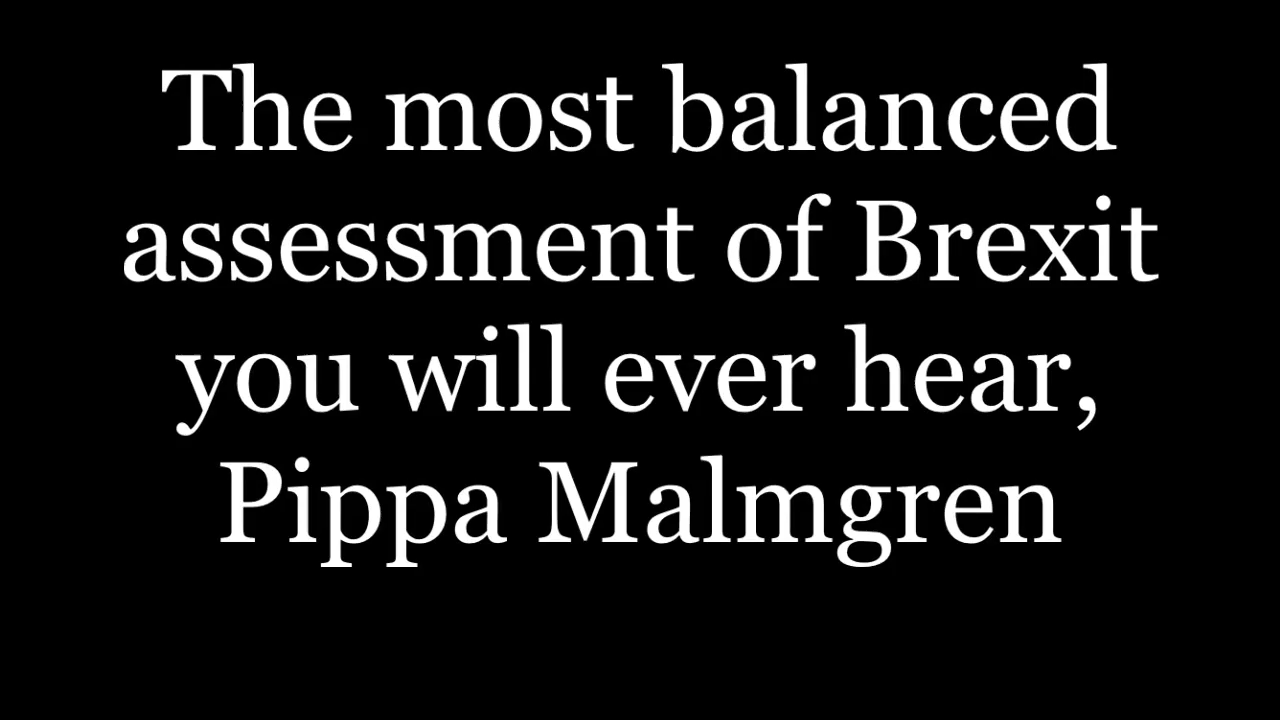 The most balanced
assessment of Brexit
you will ever hear,
Pippa Malmgren